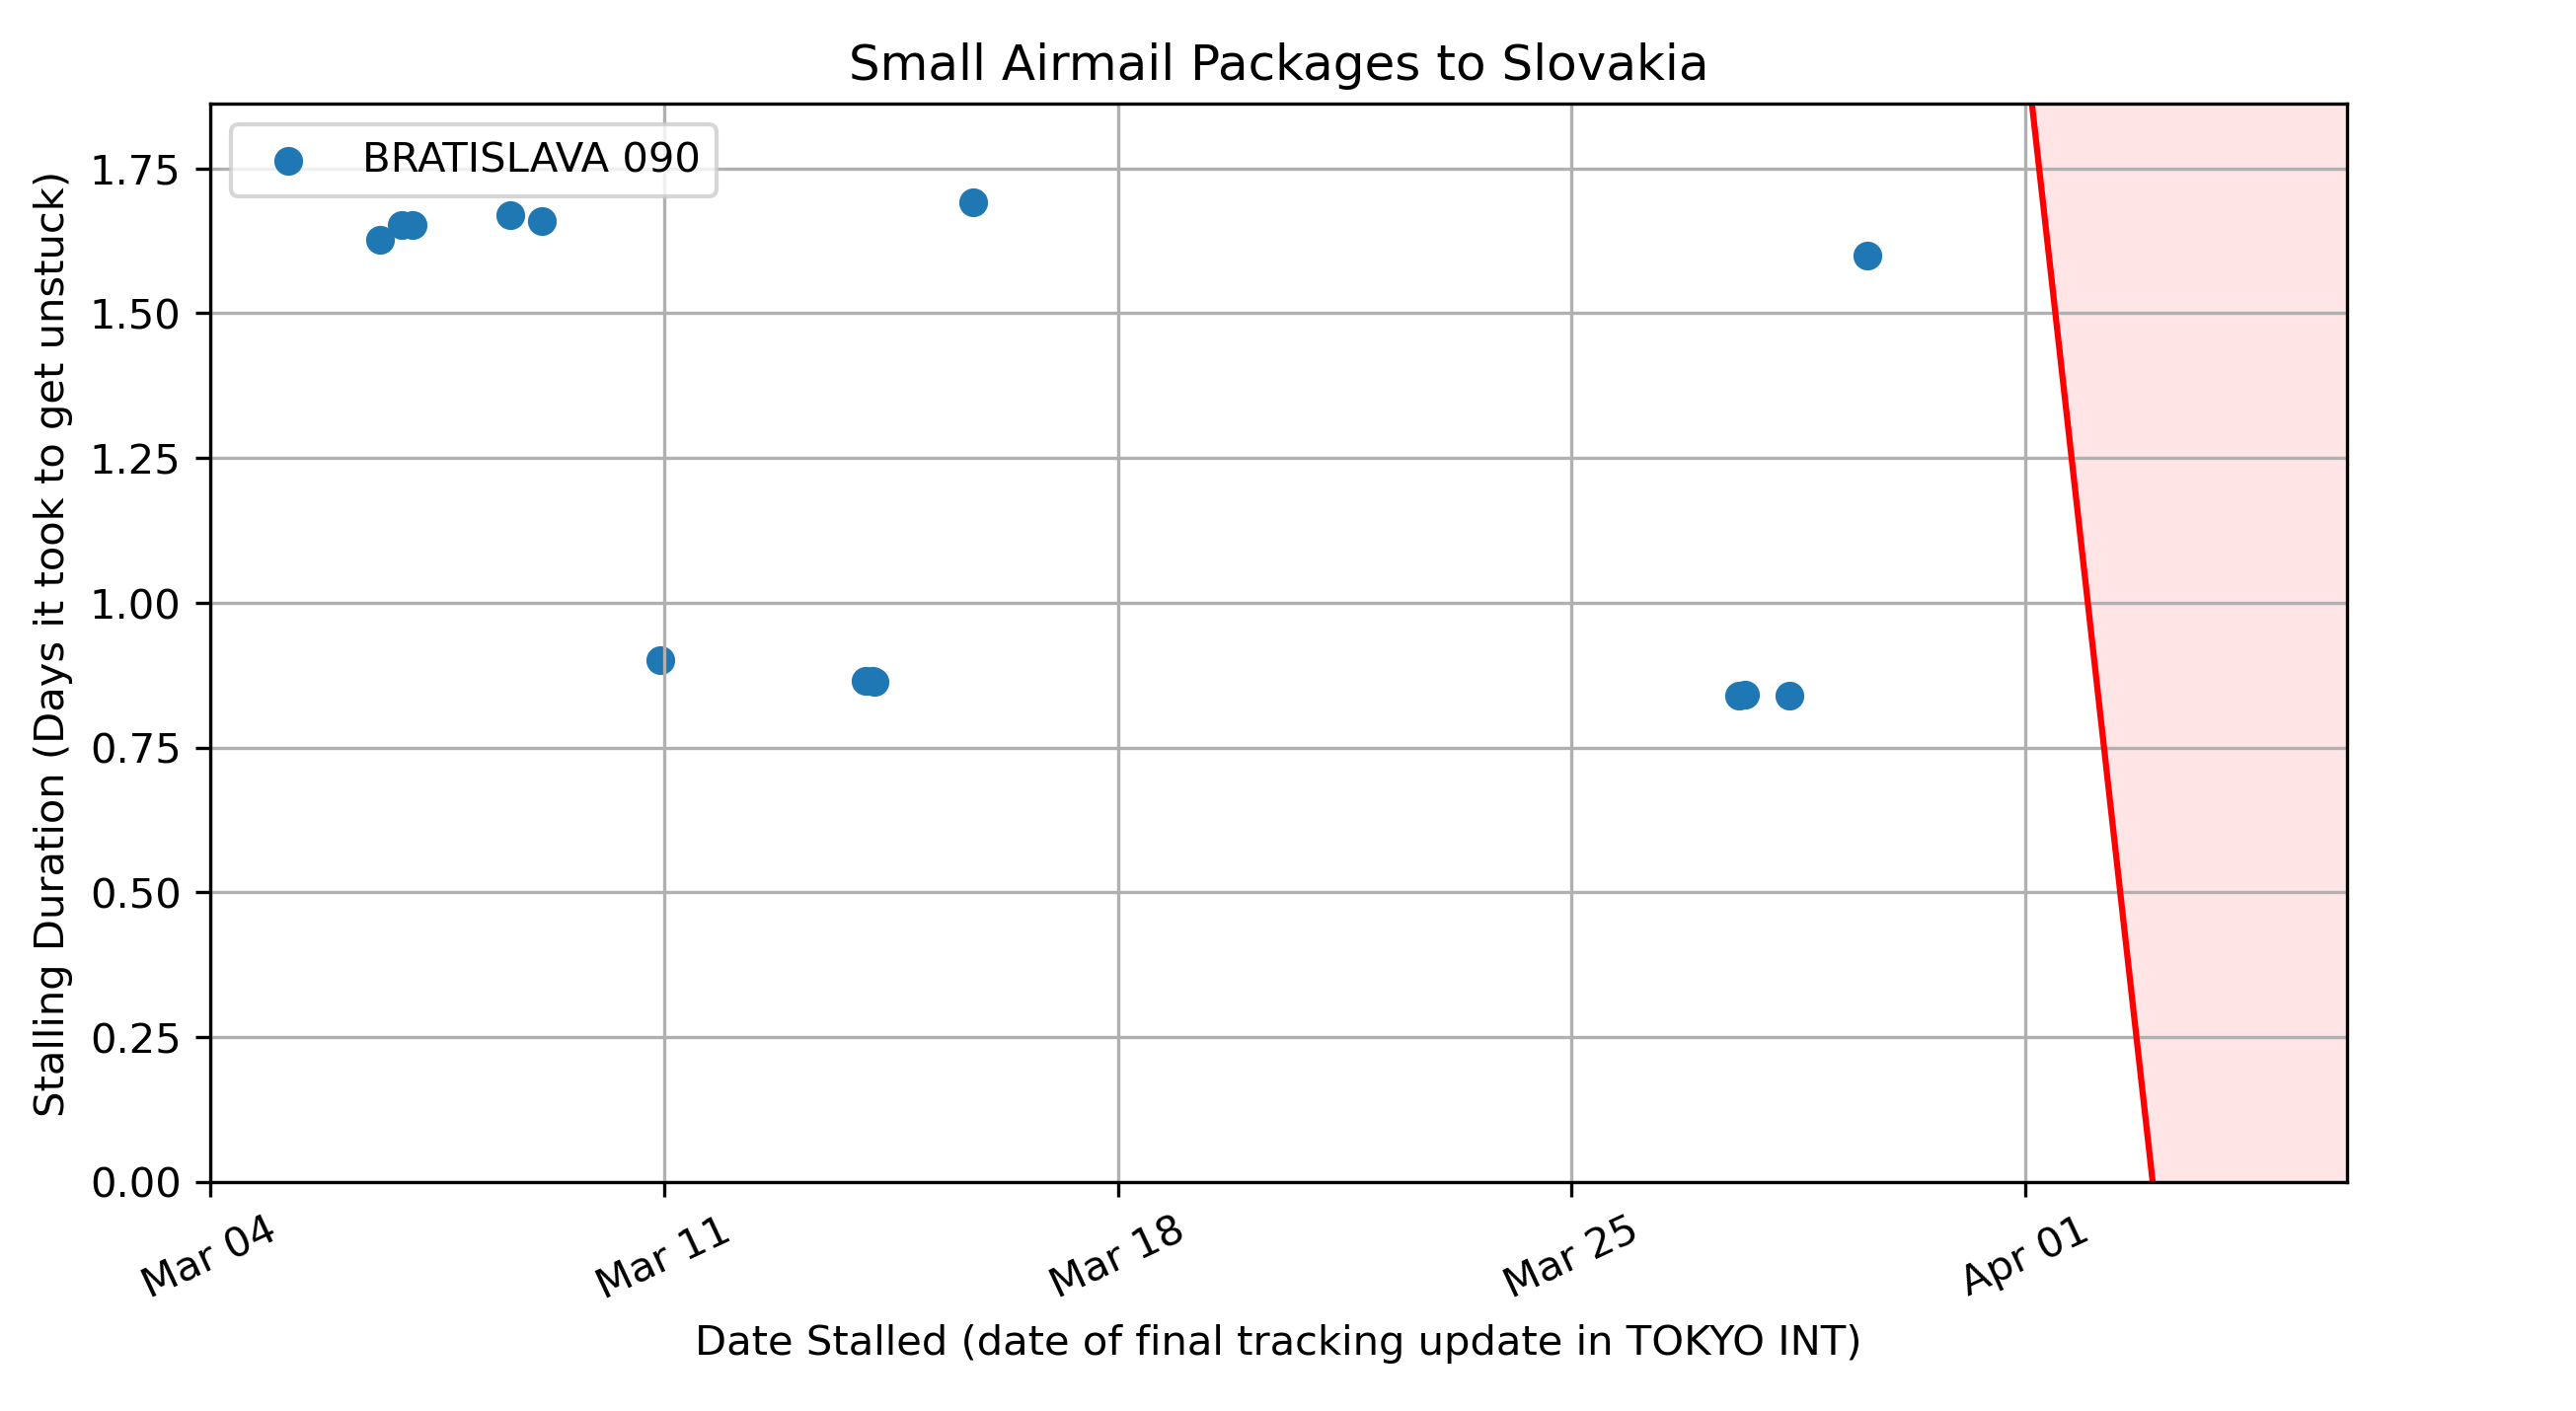 Small Airmail Packages to Slovakia
BRATISLAVA 090
Stalling Duration (Days it took to get unstuck)
1.75
1.50
1.25
1.00
0.75
0.50
0.25
0.00
Mar 04
Mar 11
Mar 18
Mar 25
Apr 01
Date Stalled (date of final tracking update in TOKYO INT)